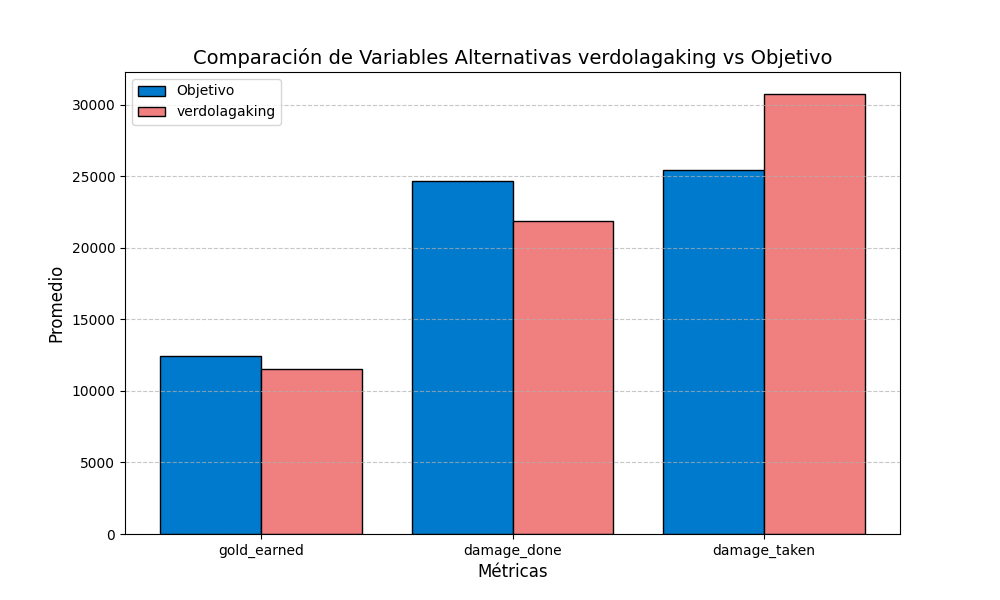 Comparación de Variables Alternativas verdolagaking vs Objetivo
Objetivo
verdolagaking
Promedio
30000
25000
20000
15000
10000
5000
0
gold_earned damage_done damage_taken
Métricas